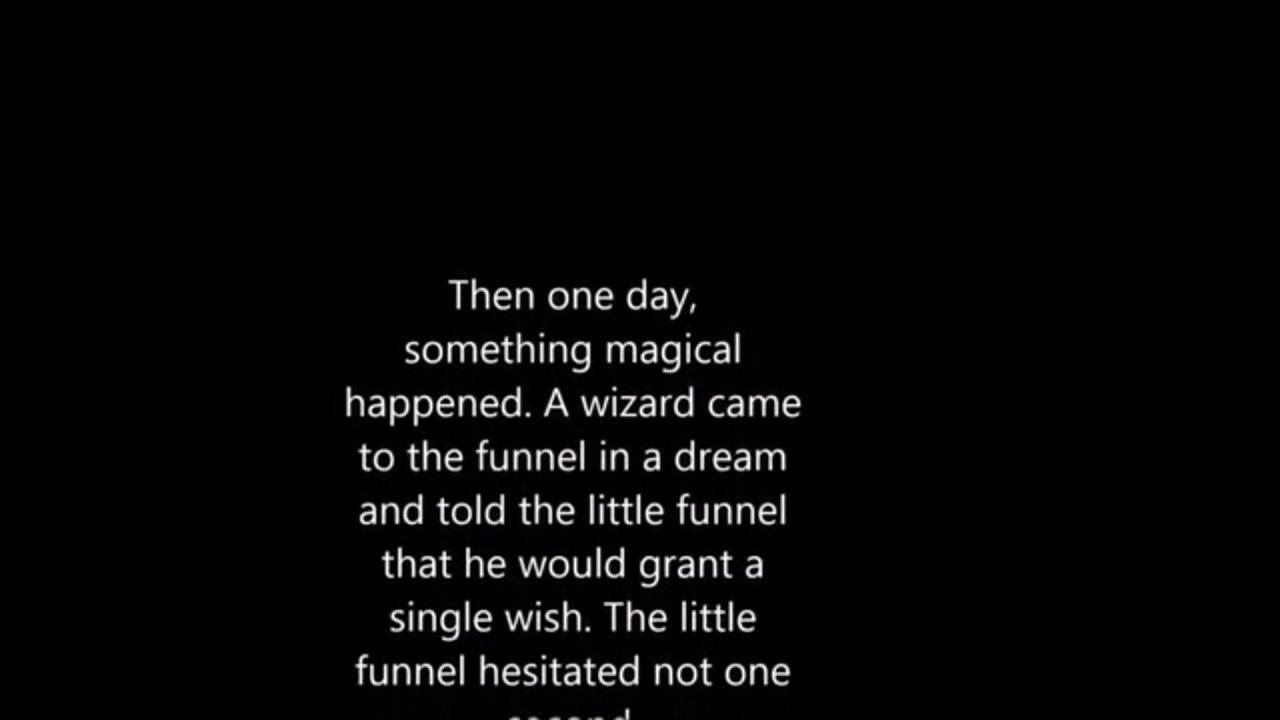 Then one day,
something magical
happened. A wizard came
to the funnel in a dream
and told the little funnel
that he would grant a
single wish. The little
funnel hesitated not one
second